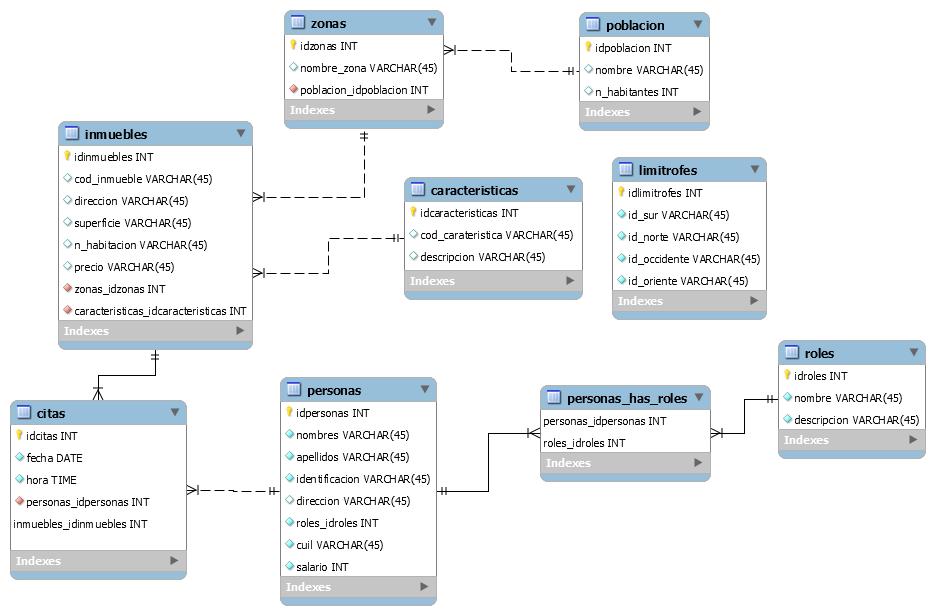 zonas
idzonas INT
nombre_zona VARCHAR(45)
poblacion_idpoblacion INT
Indexes
poblacion
idpoblacion INT
nombre VARCHAR(45)
n_habitantes INT
Indexes
inmuebles
idinmuebles INT
cod_inmueble VARCHAR(45)
direccion VARCHAR(45)
superficie VARCHAR(45)
n_habitacion VARCHAR(45)
precio VARCHAR(45)
zonas_idzonas INT
caracteristicas_idcaracteristicas INT
Indexes
caracteristicas
idcaracteristicas INT
cod_carateristica VARCHAR(45)
descripcion VARCHAR(45)
Indexes
limitrofes
idlimitrofes INT
id_sur VARCHAR(45)
id_norte VARCHAR(45)
id_occidente VARCHAR(45)
id_oriente VARCHAR(45)
Indexes
citas
idcitas INT
fecha DATE
hora TIME
personas_idpersonas INT
inmuebles_idinmuebles INT
Indexes
personas
idpersonas INT
nombres VARCHAR(45)
apellidos VARCHAR(45)
identificacion VARCHAR(45)
direccion VARCHAR(45)
roles_idroles INT
cuil VARCHAR(45)
salario INT
Indexes
personas_has_roles
personas_idpersonas INT
roles_idroles INT
Indexes
roles
idroles INT
nombre VARCHAR(45)
descripcion VARCHAR(45)
Indexes